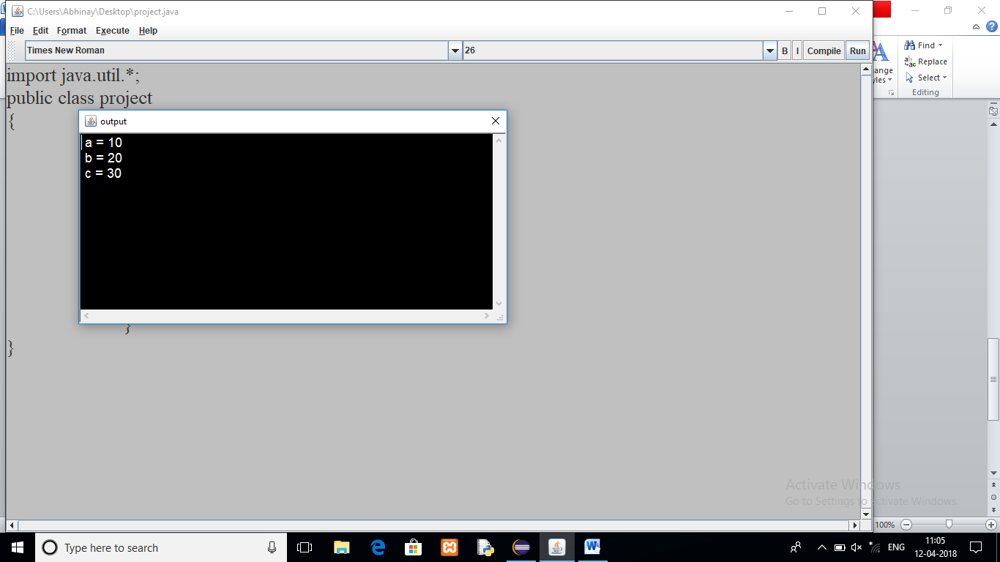 C:\Users\Abhinay\Desktop\project.java
File Edit Format Execute Help
Times New Roman 26 B I Compile Run
import java.util.*;
public class project
{
output
a = 10
b = 20
c = 30
}
}
Find
Replace
Select
Editing
ange
yles
Activate Windows
Go to Settings to activate Windows.
100%
Type here to search
ENG
11:05
12-04-2018